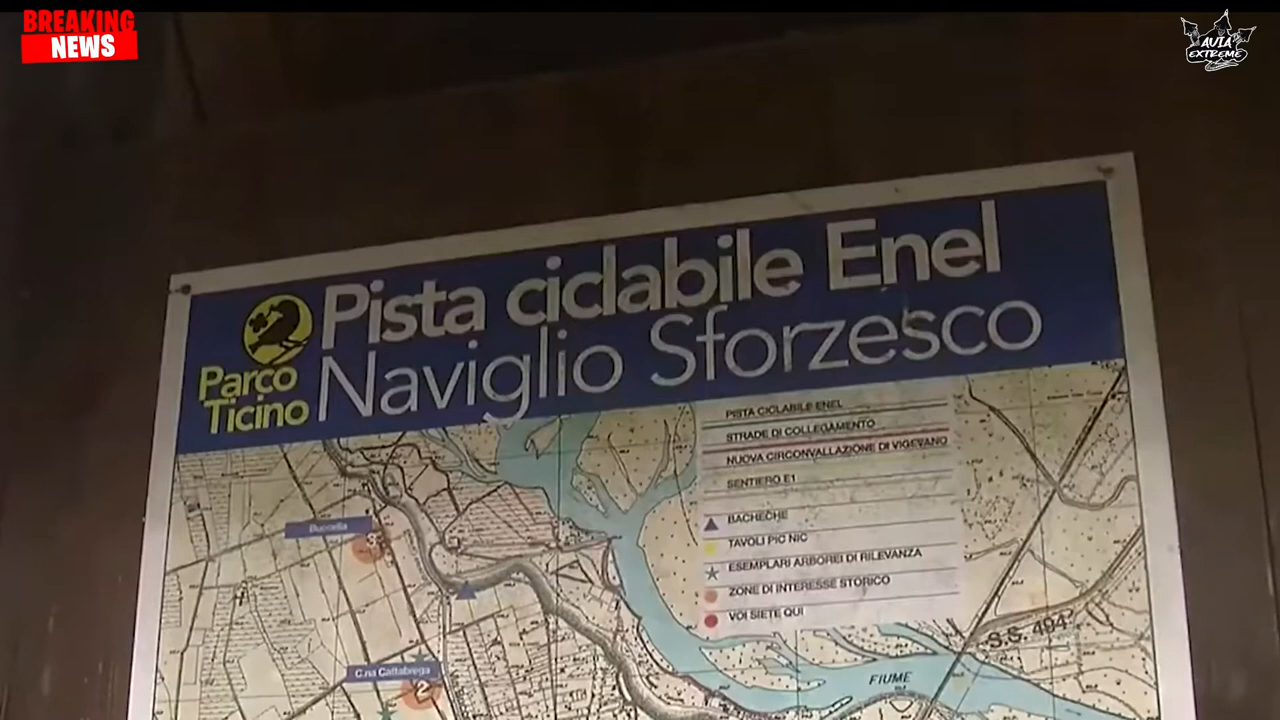 BREAKING
NEWS
AVIA
EXTREME
Pista ciclabile Enel
Naviglio Sforzesco
Parco
Ticino
PISTA CICLABILE ENEL
STRADE DI COLLEGAMENTO
NUOVA CIRCONVALLAZIONE DI VIGEVANO
SENTIERO E1
BACHECHE
TAVOLI PIC NIC
ESEMPLARI ARBOREI DI RILEVANZA
ZONE DI INTERESSE STORICO
VOI SIETE QUI
Buccella
3
C.na Cattabrega
2
S.S. 494
FIUME